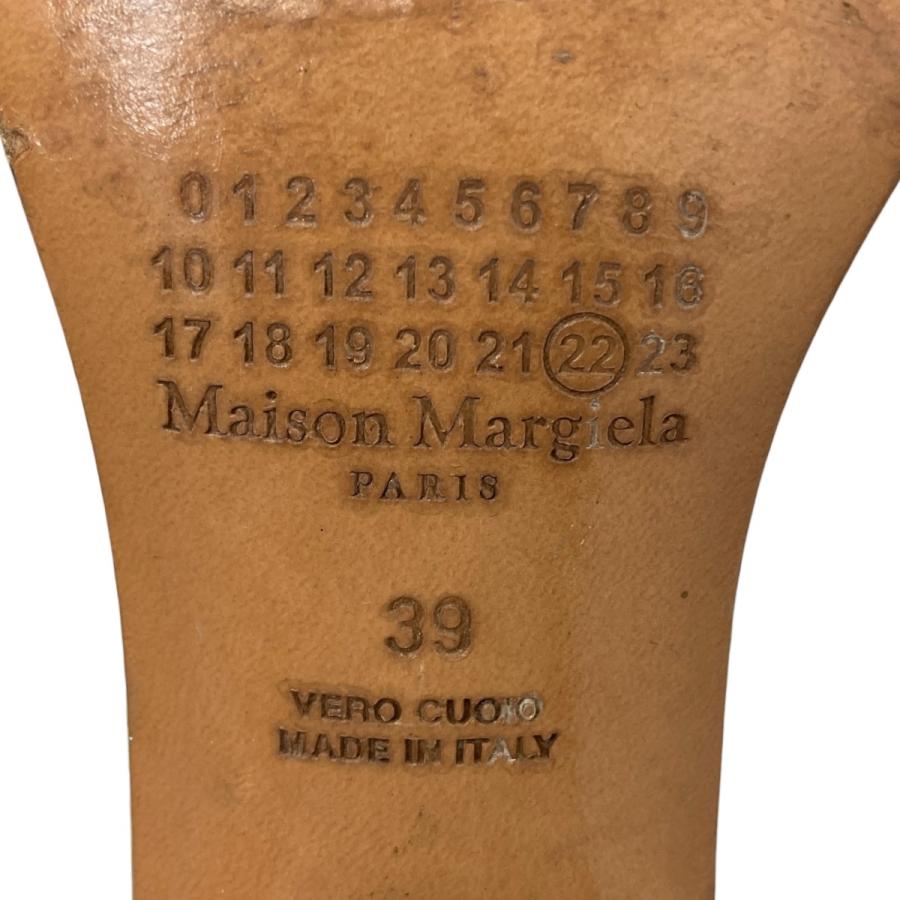 0 1 2 3 4 5 6 7 8 9
10 11 12 13 14 15 16
17 18 19 20 21 22 23
Maison Margiela
PARIS
39
VERO CUOIO
MADE IN ITALY